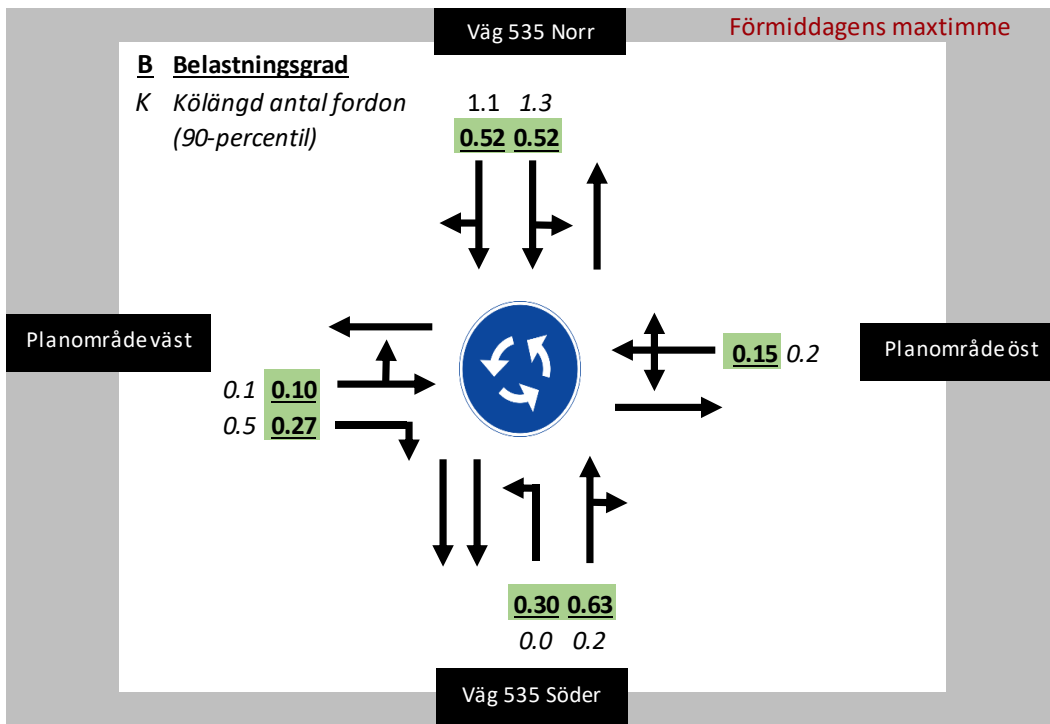 Väg 535 Norr
Förmiddagens maxtimme
B Belastningsgrad
K Kölängd antal fordon
(90-percentil)
1.1 1.3
0.52 0.52
Planområde väst
0.15 0.2
Planområde öst
0.1 0.10
0.5 0.27
0.30 0.63
0.0 0.2
Väg 535 Söder